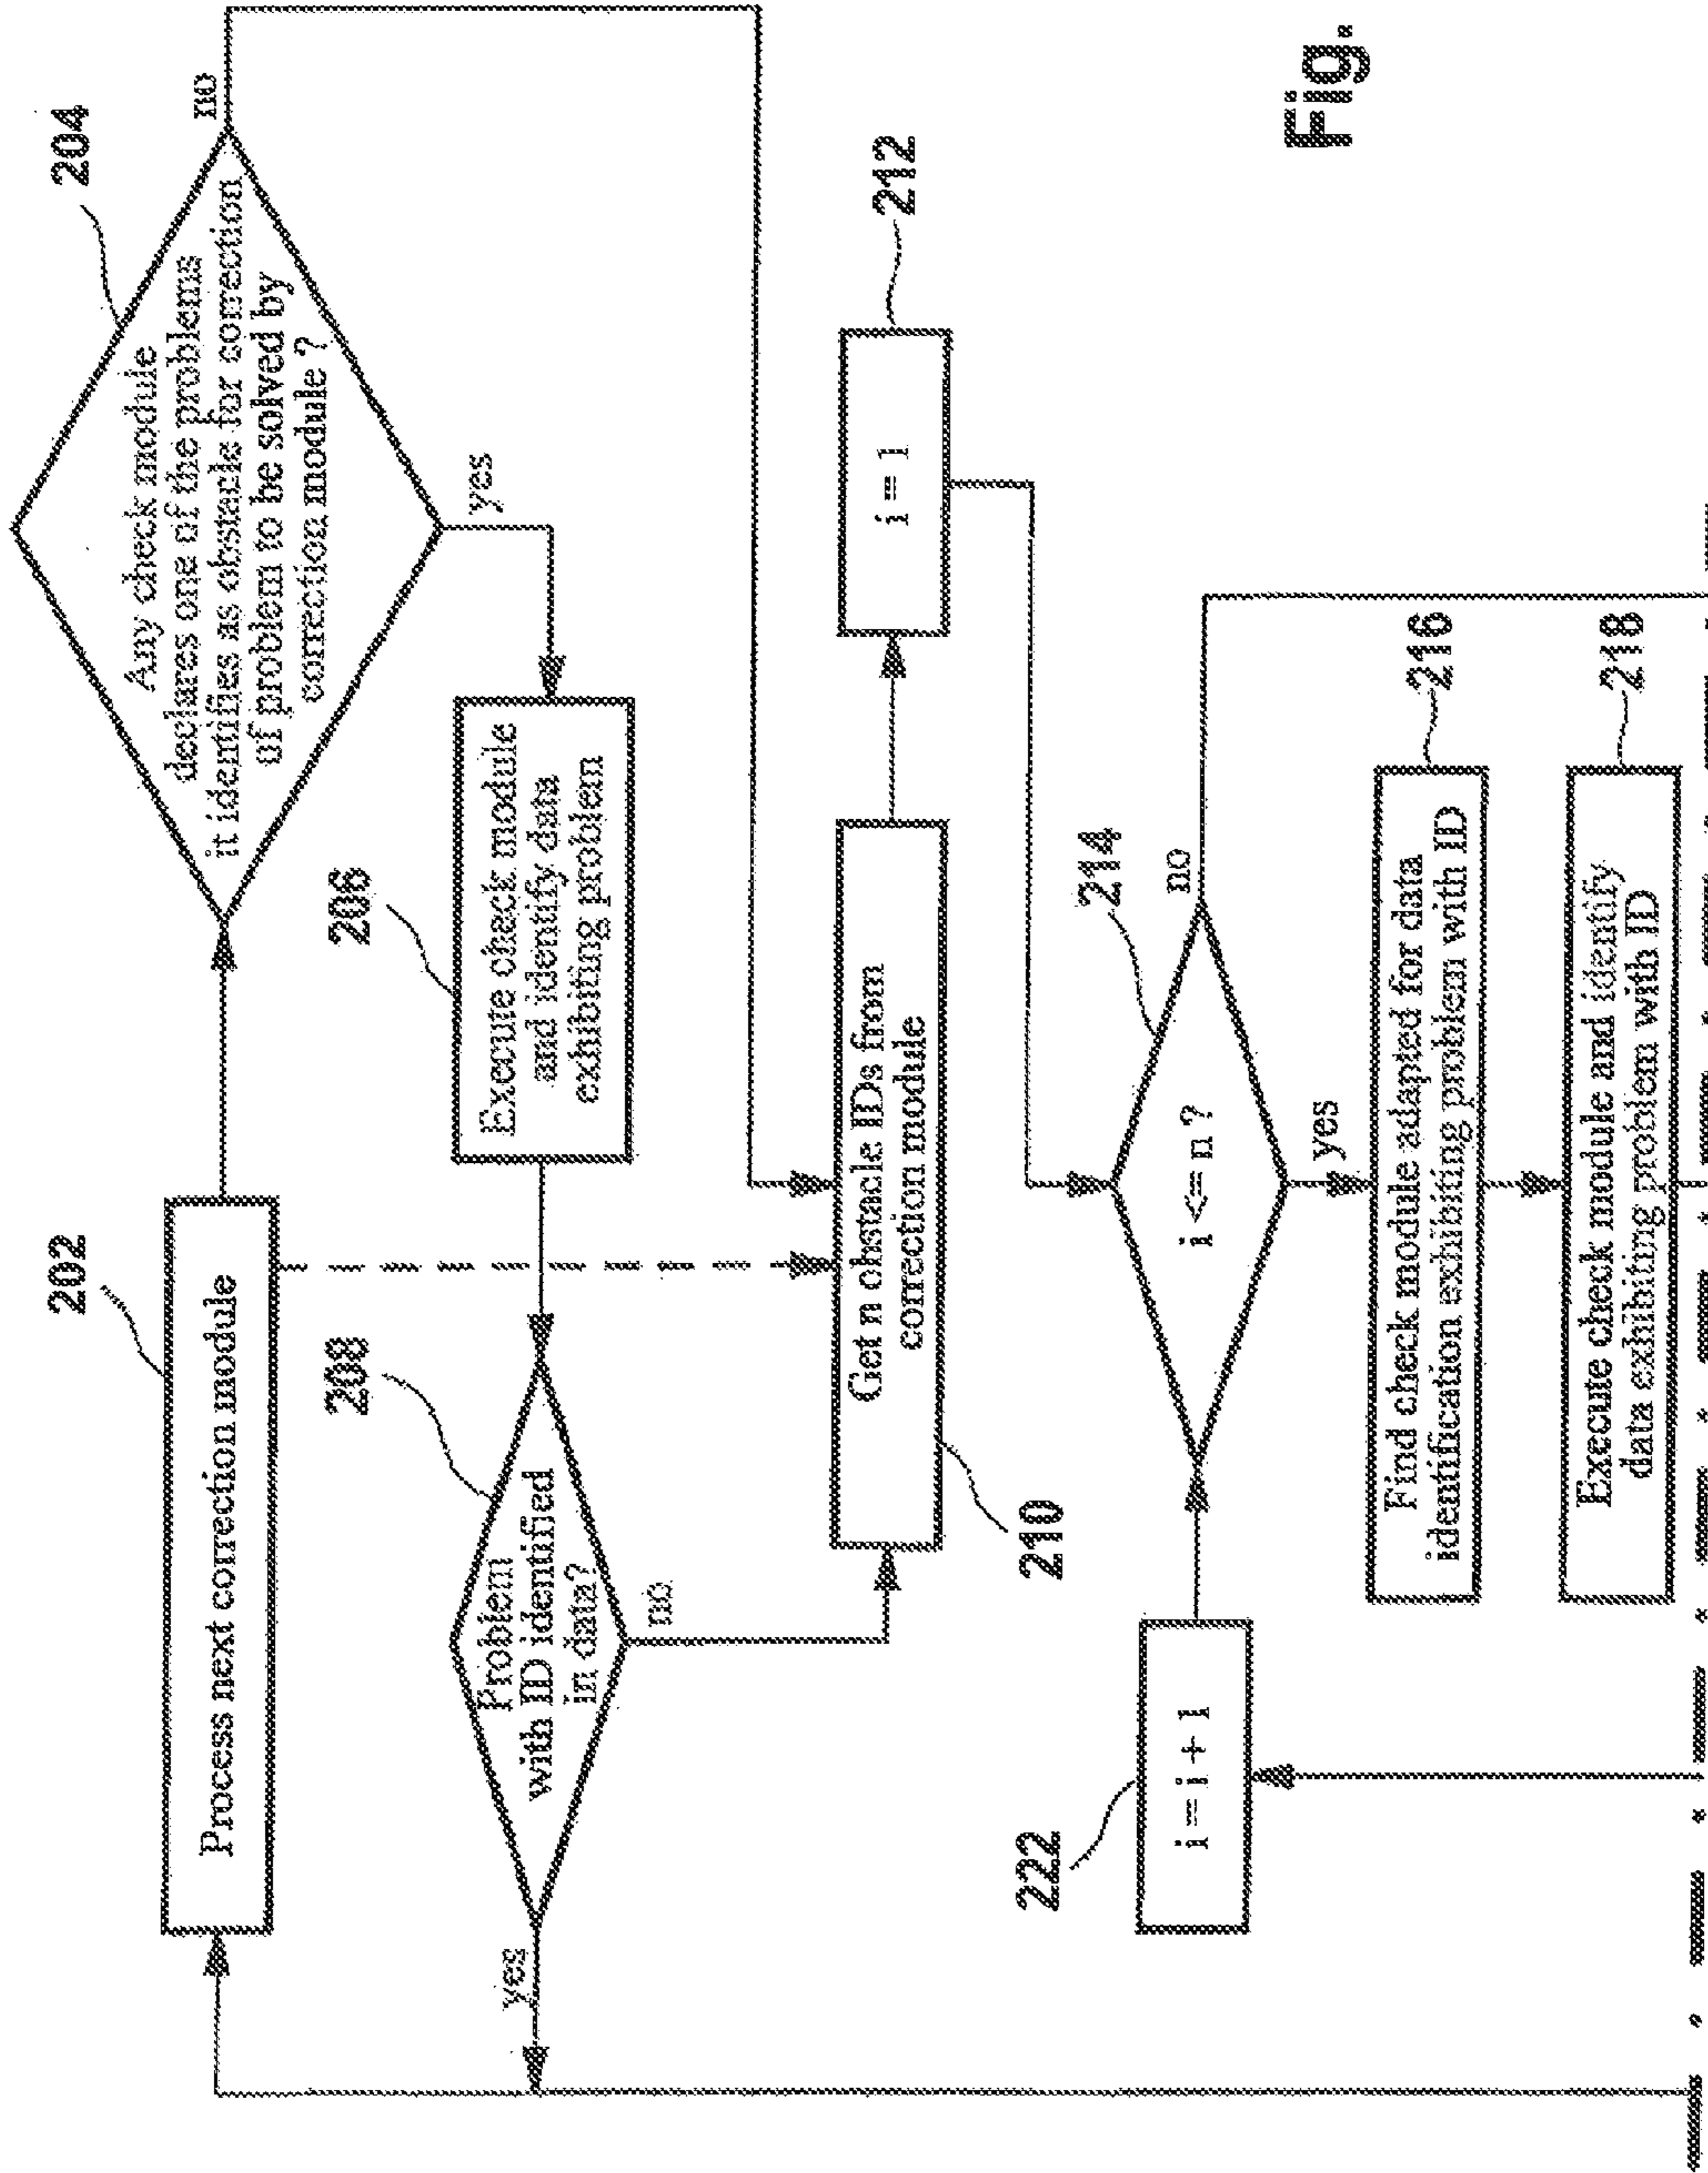 202
Process next correction module
204
Any check module
declares one of the problems
it identifies as obstacle for correction
of problem to be solved by
correction module ?
no
yes
206
Execute check module
and identify data
exhibiting problem
208
Problem
with ID identified
in data?
yes
no
Get n obstacle IDs from
correction module
210
212
i = 1
214
i <= n?
no
yes
222
i = i + 1
216
Find check module adapted for data
identification exhibiting problem with ID
218
Execute check module and identify
data exhibiting problem with ID
Fig.